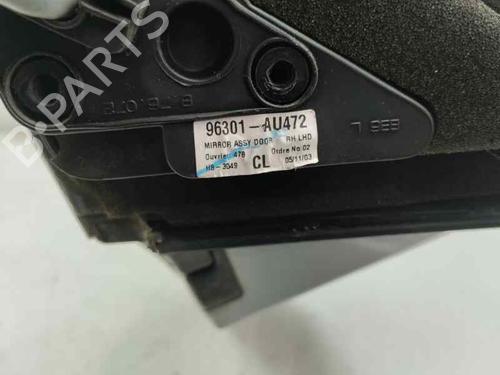 B-PARTS
96301-AU472
MIRROR ASSY DOOR RH LHD
Ouvrier 478 Ordre No 02
HB-3049 CL 05/11/03